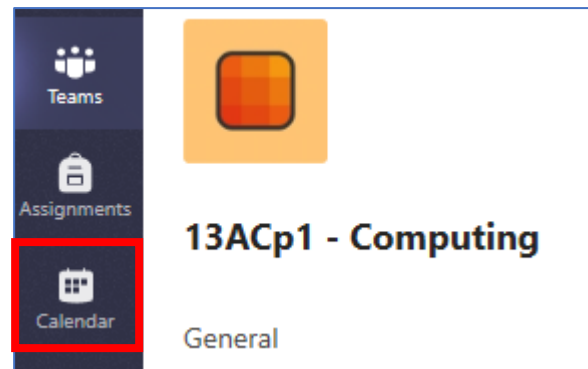 Teams
Assignments
Calendar
13ACp1 - Computing
General